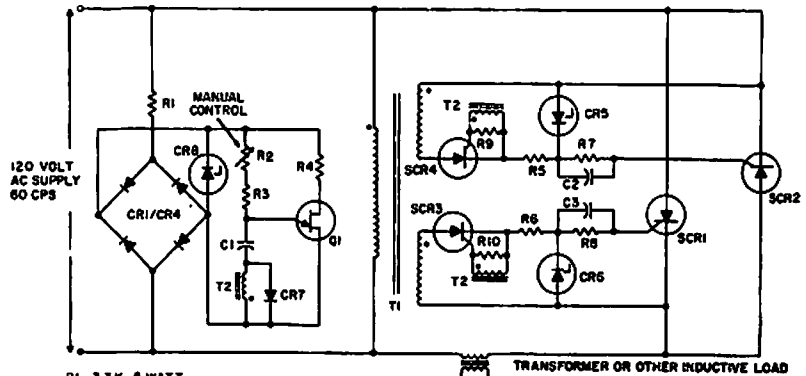 120 VOLT
AC SUPPLY
60 CPS
R1
MANUAL
CONTROL
CR8
R2
R4
R3
CR1/CR4
C1
Q1
T2
CR7
T1
T2
R9
SCR4
CR5
R7
R5
C2
SCR2
SCR3
C3
R6
R8
SCR1
R10
T2
CR6
TRANSFORMER OR OTHER INDUCTIVE LOAD